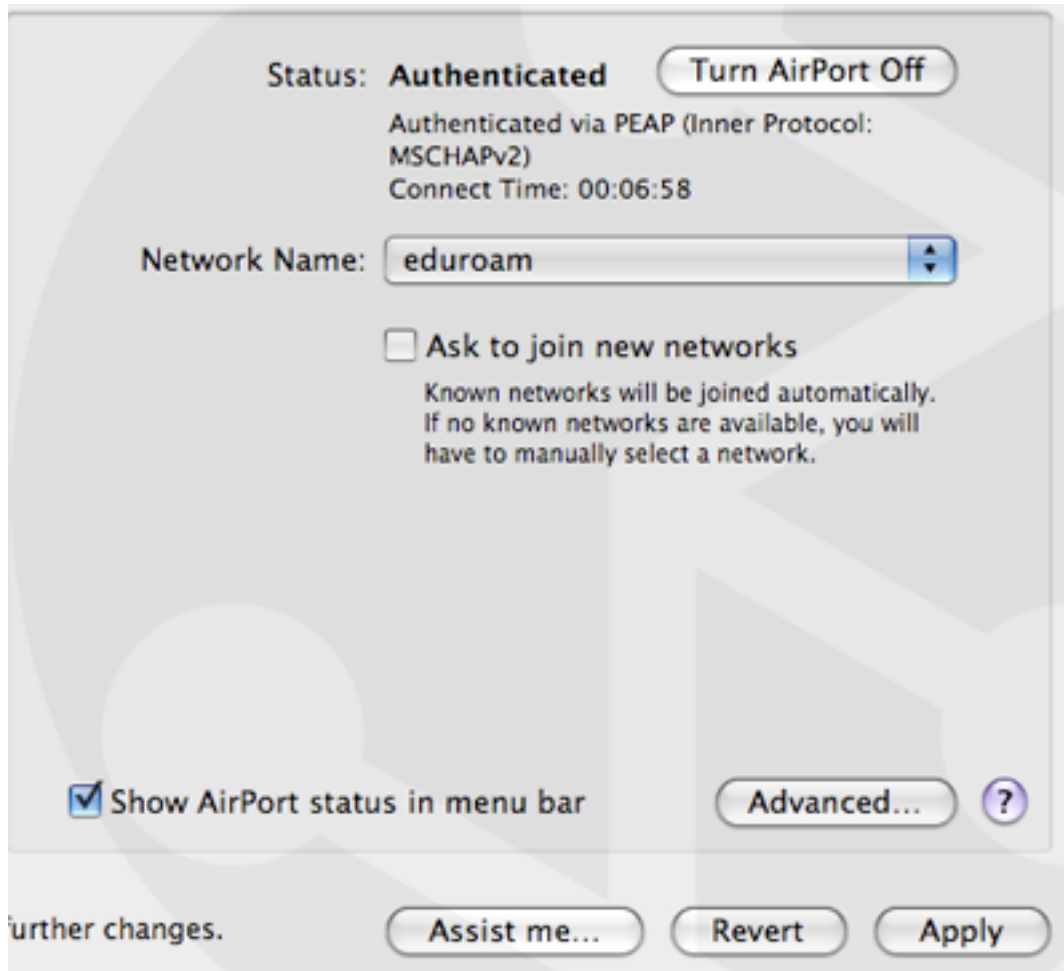 Status: Authenticated Turn AirPort Off
Authenticated via PEAP (Inner Protocol:
MSCHAPv2)
Connect Time: 00:06:58
Network Name: eduroam
Ask to join new networks
Known networks will be joined automatically.
If no known networks are available, you will
have to manually select a network.
Show AirPort status in menu bar Advanced... ?
further changes. Assist me... Revert Apply